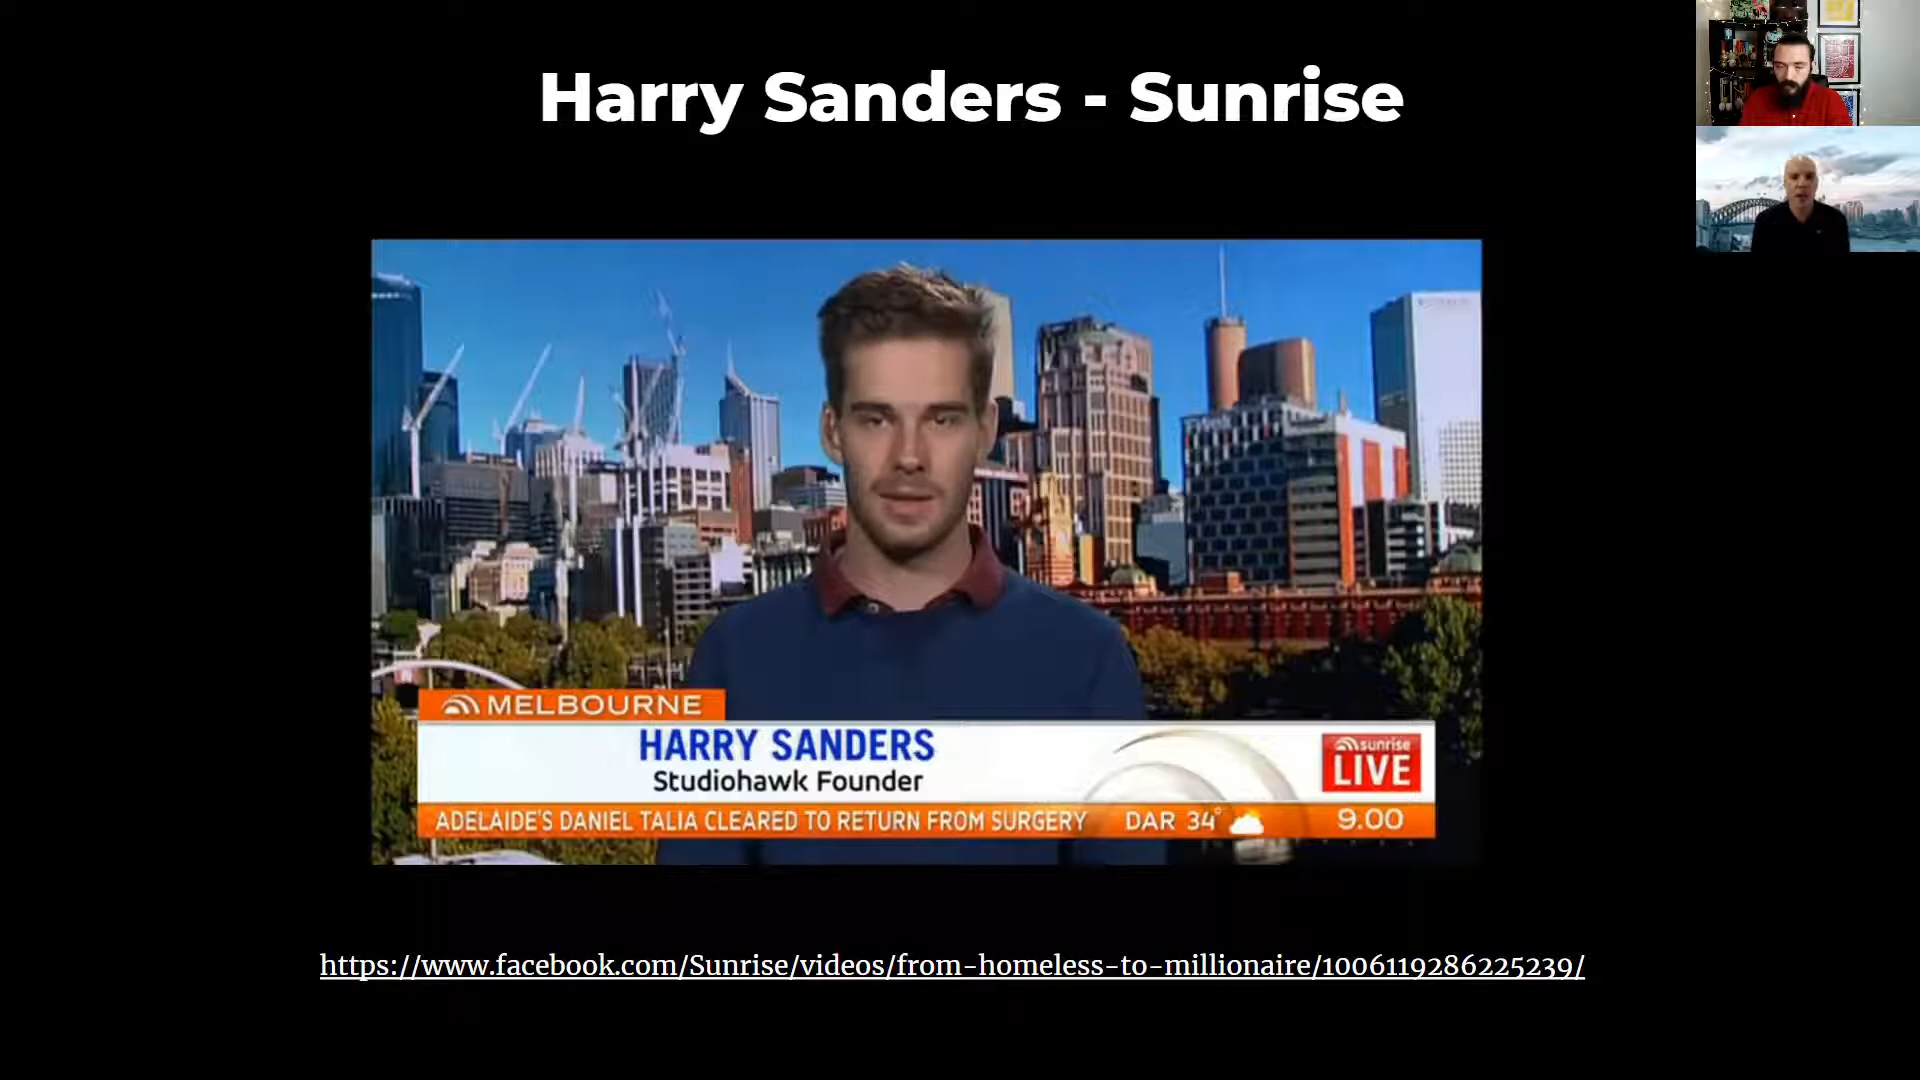 Harry Sanders - Sunrise
MELBOURNE
HARRY SANDERS
Studiohawk Founder
sunrise
LIVE
ADELAIDE'S DANIEL TALIA CLEARED TO RETURN FROM SURGERY DAR 34° 9.00
https://www.facebook.com/Sunrise/videos/from-homeless-to-millionaire/1006119286225239/